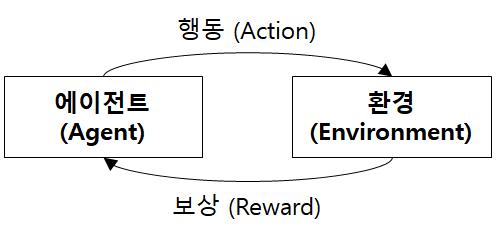 행동 (Action)
에이전트
(Agent)
환경
(Environment)
보상 (Reward)